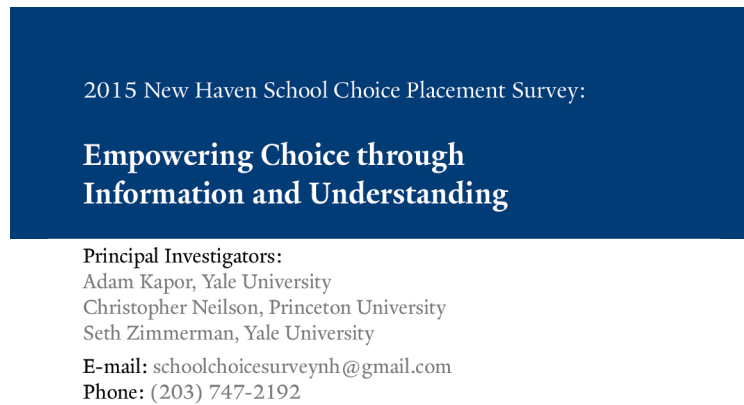 2015 New Haven School Choice Placement Survey:
Empowering Choice through
Information and Understanding
Principal Investigators:
Adam Kapor, Yale University
Christopher Neilson, Princeton University
Seth Zimmerman, Yale University
E-mail: schoolchoicesurveynh@gmail.com
Phone: (203) 747-2192